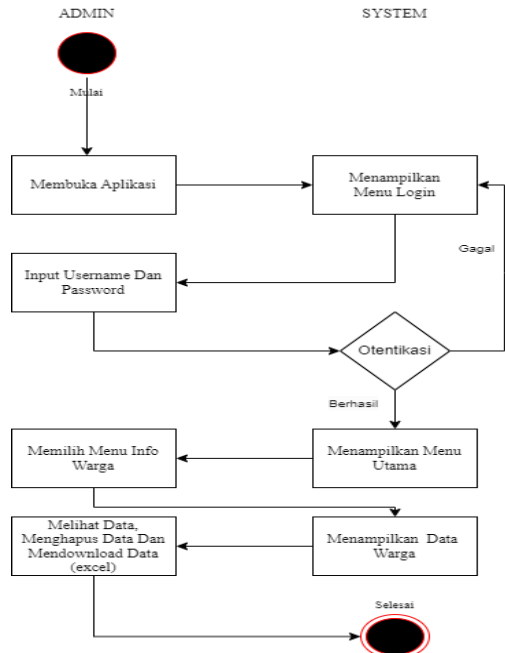 ADMIN
SYSTEM
Mulai
Membuka Aplikasi
Menampilkan
Menu Login
Gagal
Input Username Dan
Password
Otentikasi
Berhasil
Memilih Menu Info
Warga
Menampilkan Menu
Utama
Melihat Data,
Menghapus Data Dan
Mendownload Data
(excel)
Menampilkan Data
Warga
Selesai